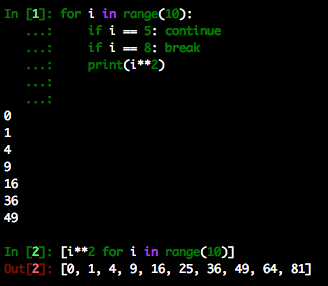 In [1]: for i in range(10):
   ...:     if i == 5: continue
   ...:     if i == 8: break
   ...:     print(i**2)
   ...:
   ...:
0
1
4
9
16
36
49
In [2]: [i**2 for i in range(10)]
Out[2]: [0, 1, 4, 9, 16, 25, 36, 49, 64, 81]